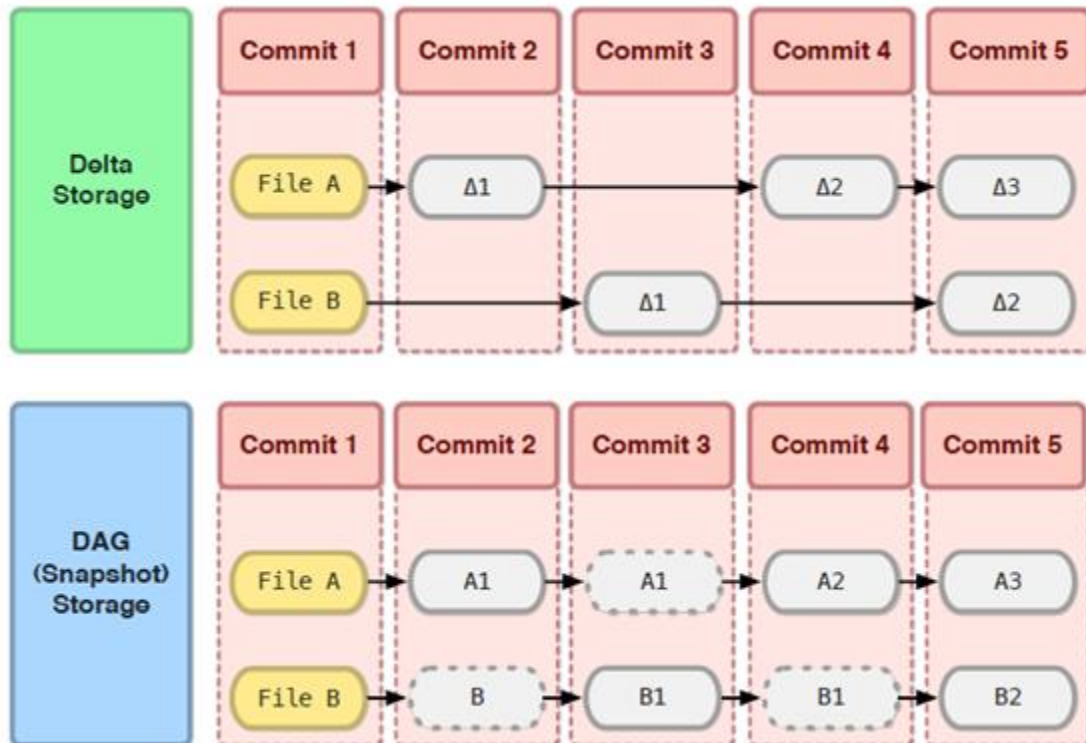 Commit 1 Commit 2 Commit 3 Commit 4 Commit 5
Delta
Storage
File A Δ1 Δ2 Δ3
File B Δ1 Δ2
Commit 1 Commit 2 Commit 3 Commit 4 Commit 5
DAG
(Snapshot)
Storage
File A A1 A1 A2 A3
File B B B1 B1 B2